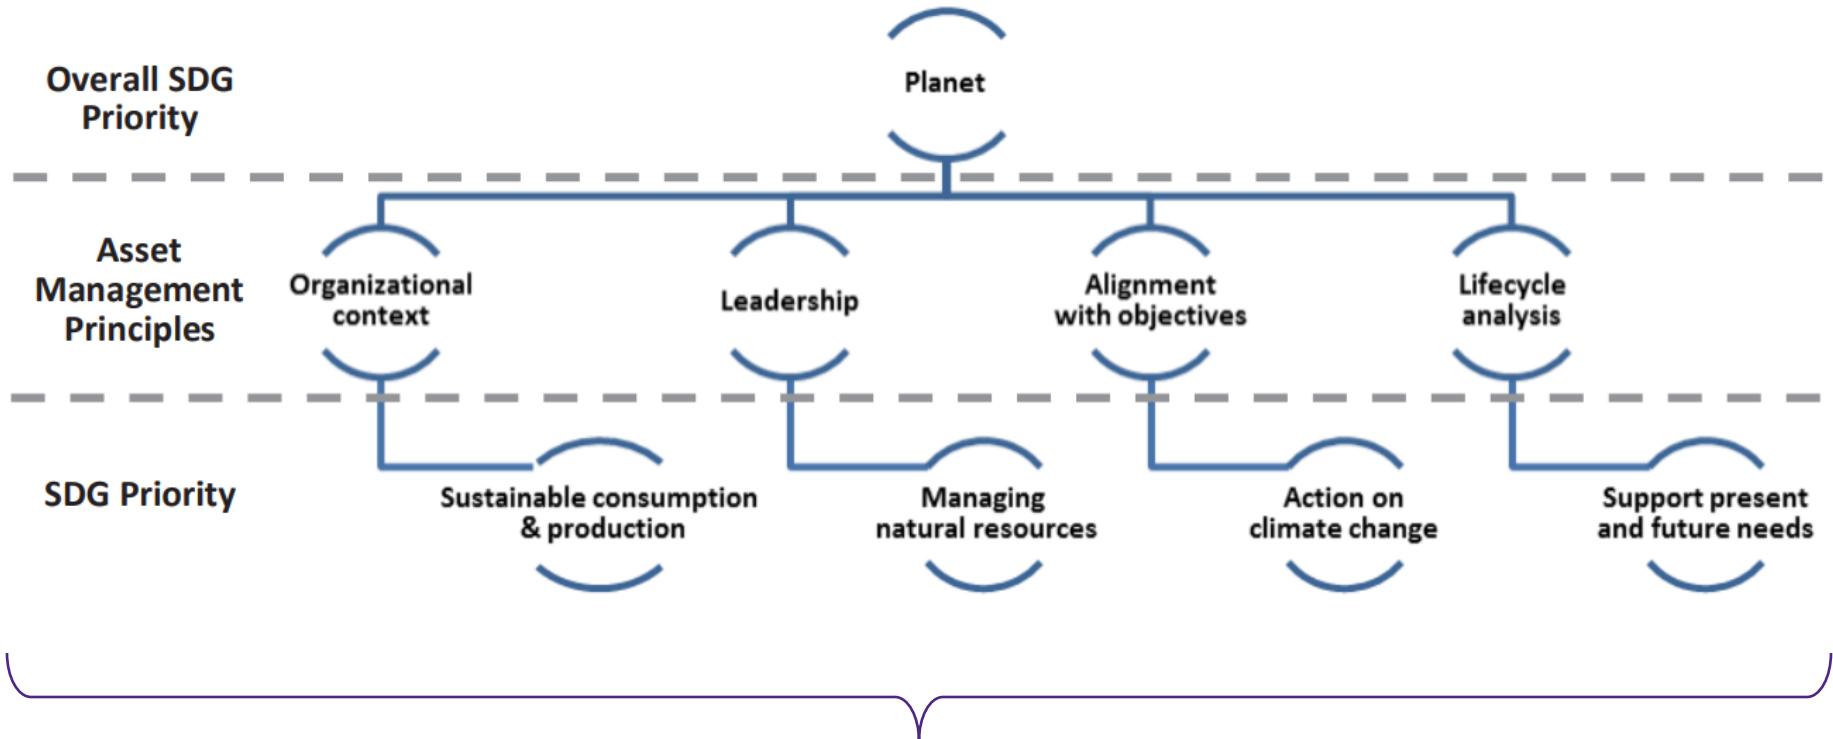 Overall SDG
Priority
Planet
Asset
Management
Principles
Organizational
context
Leadership
Alignment
with objectives
Lifecycle
analysis
SDG Priority
Sustainable consumption
& production
Managing
natural resources
Action on
climate change
Support present
and future needs